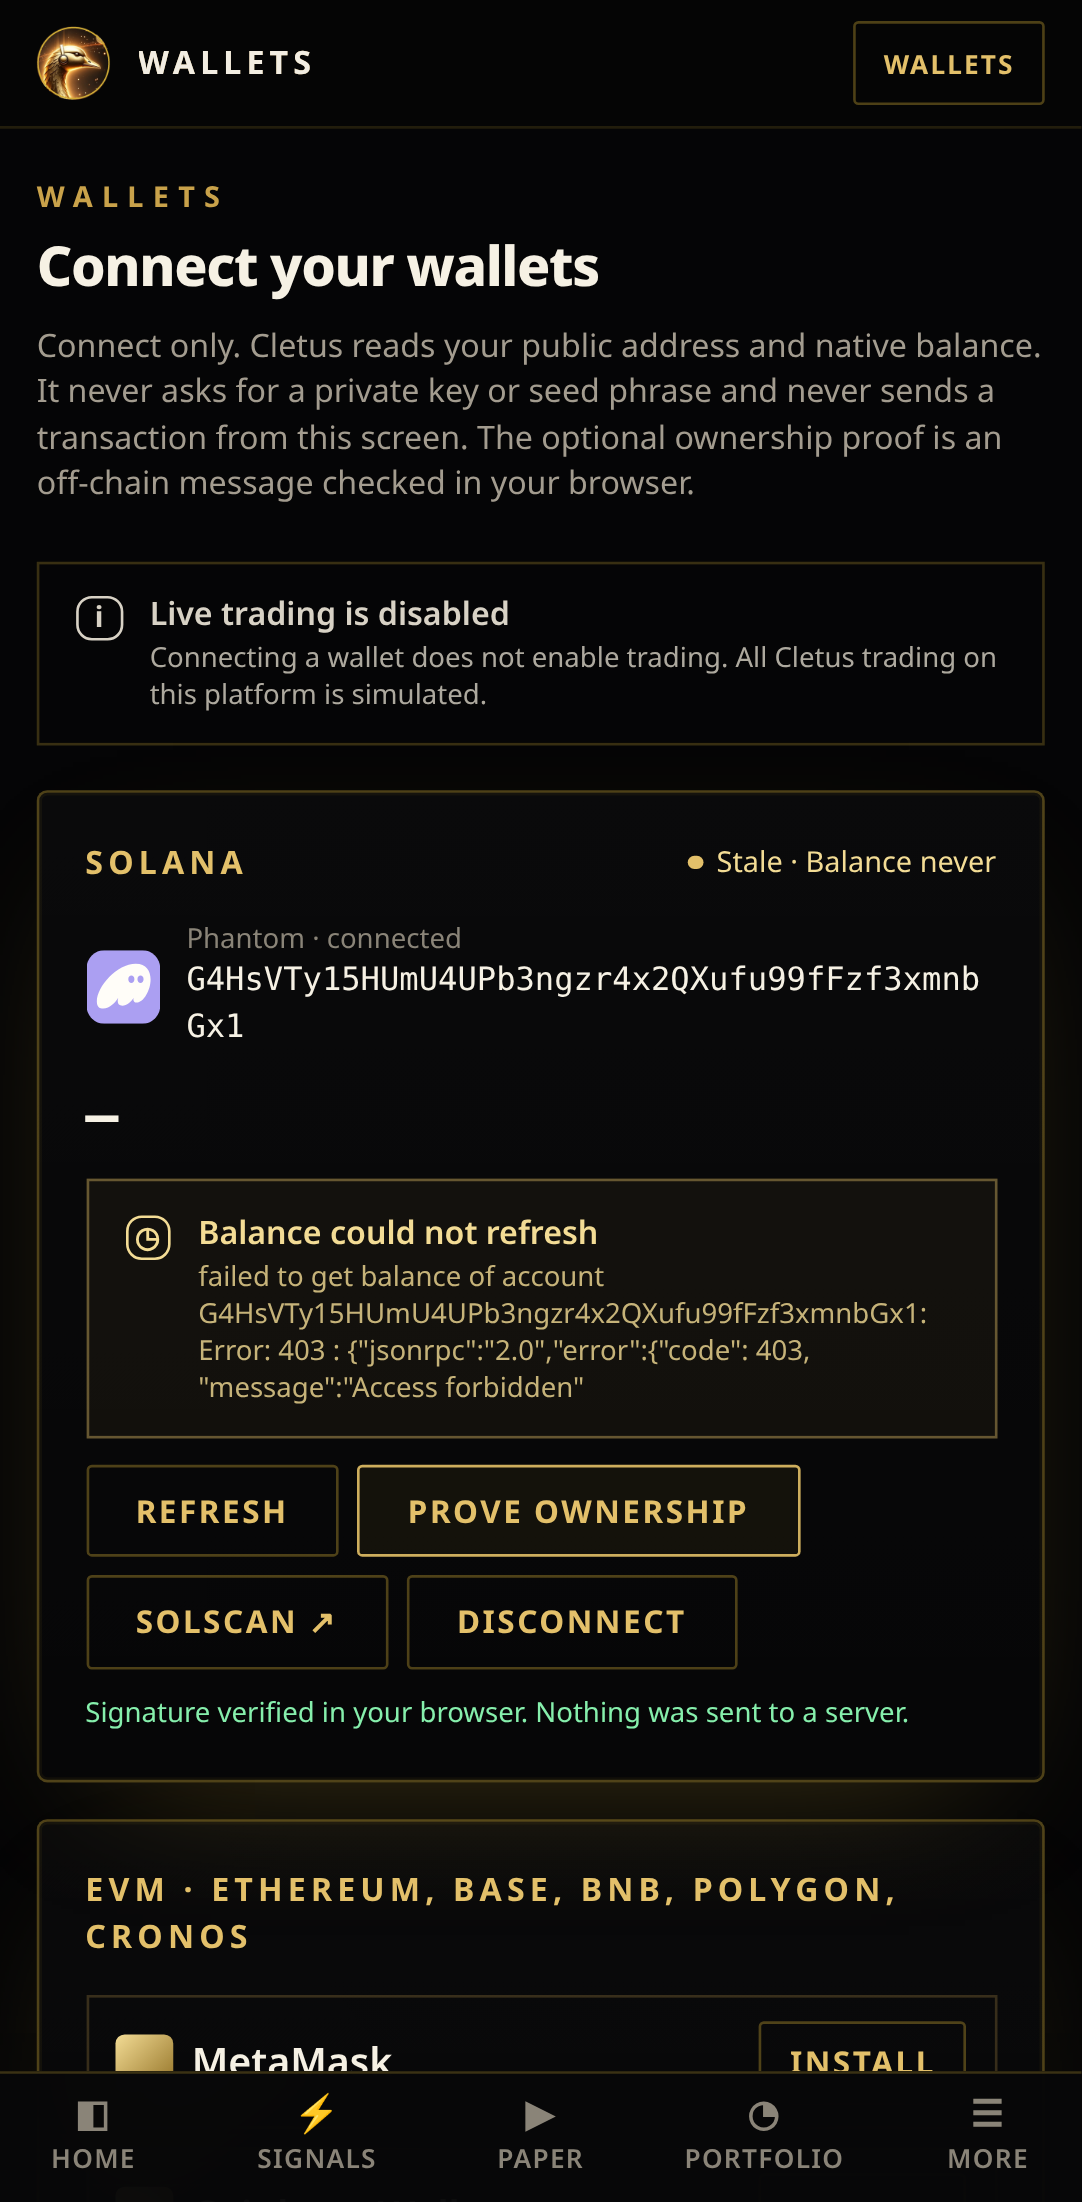 WALLETS
WALLETS
WALLETS
Connect your wallets
Connect only. Cletus reads your public address and native balance.
It never asks for a private key or seed phrase and never sends a
transaction from this screen. The optional ownership proof is an
off-chain message checked in your browser.
i
Live trading is disabled
Connecting a wallet does not enable trading. All Cletus trading on
this platform is simulated.
SOLANA
Stale · Balance never
Phantom · connected
G4HsVTy15HUmU4UPb3ngzr4x2QXufu99fFzf3xmnb
Gx1
—
Balance could not refresh
failed to get balance of account
G4HsVTy15HUmU4UPb3ngzr4x2QXufu99fFzf3xmnbGx1:
Error: 403 : {"jsonrpc":"2.0","error":{"code": 403,
"message":"Access forbidden"
REFRESH
PROVE OWNERSHIP
SOLSCAN ↗
DISCONNECT
Signature verified in your browser. Nothing was sent to a server.
EVM · ETHEREUM, BASE, BNB, POLYGON,
CRONOS
MetaMask
INSTALL
HOME
SIGNALS
PAPER
PORTFOLIO
MORE